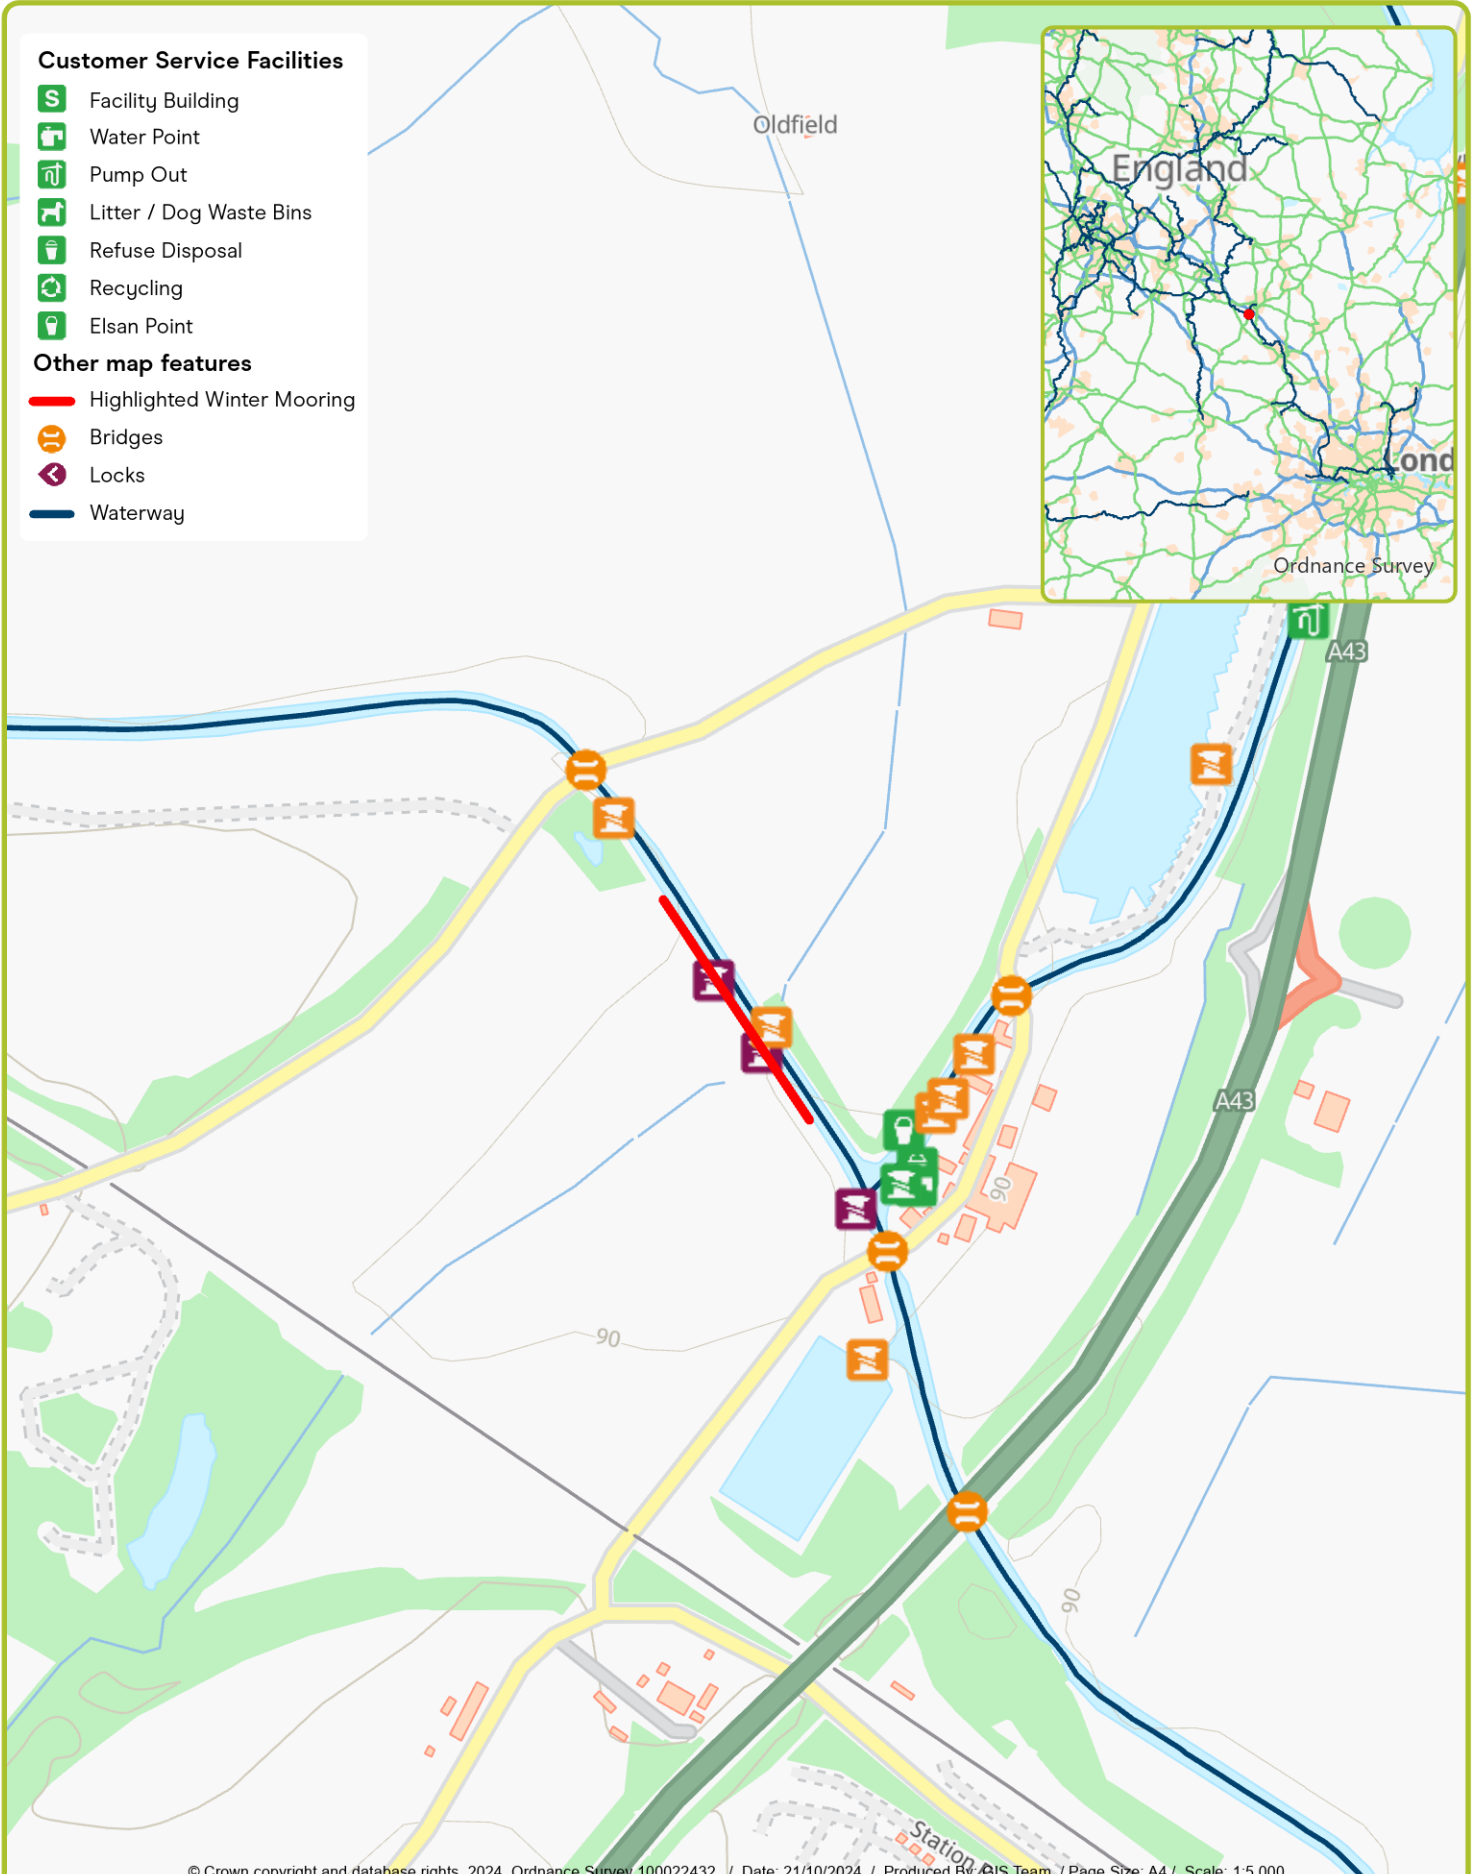 Customer Service Facilities
S Facility Building
Water Point
Pump Out
Litter / Dog Waste Bins
Refuse Disposal
Recycling
Elsan Point
Other map features
Highlighted Winter Mooring
Bridges
Locks
Waterway
Oldfield
England
Lond
Ordnance Survey
A43
A43
90
90
90
Station
© Crown copyright and database rights, 2024, Ordnance Survey 100022432 / Date: 21/10/2024 / Produced By: GIS Team / Page Size: A4 / Scale: 1:5,000